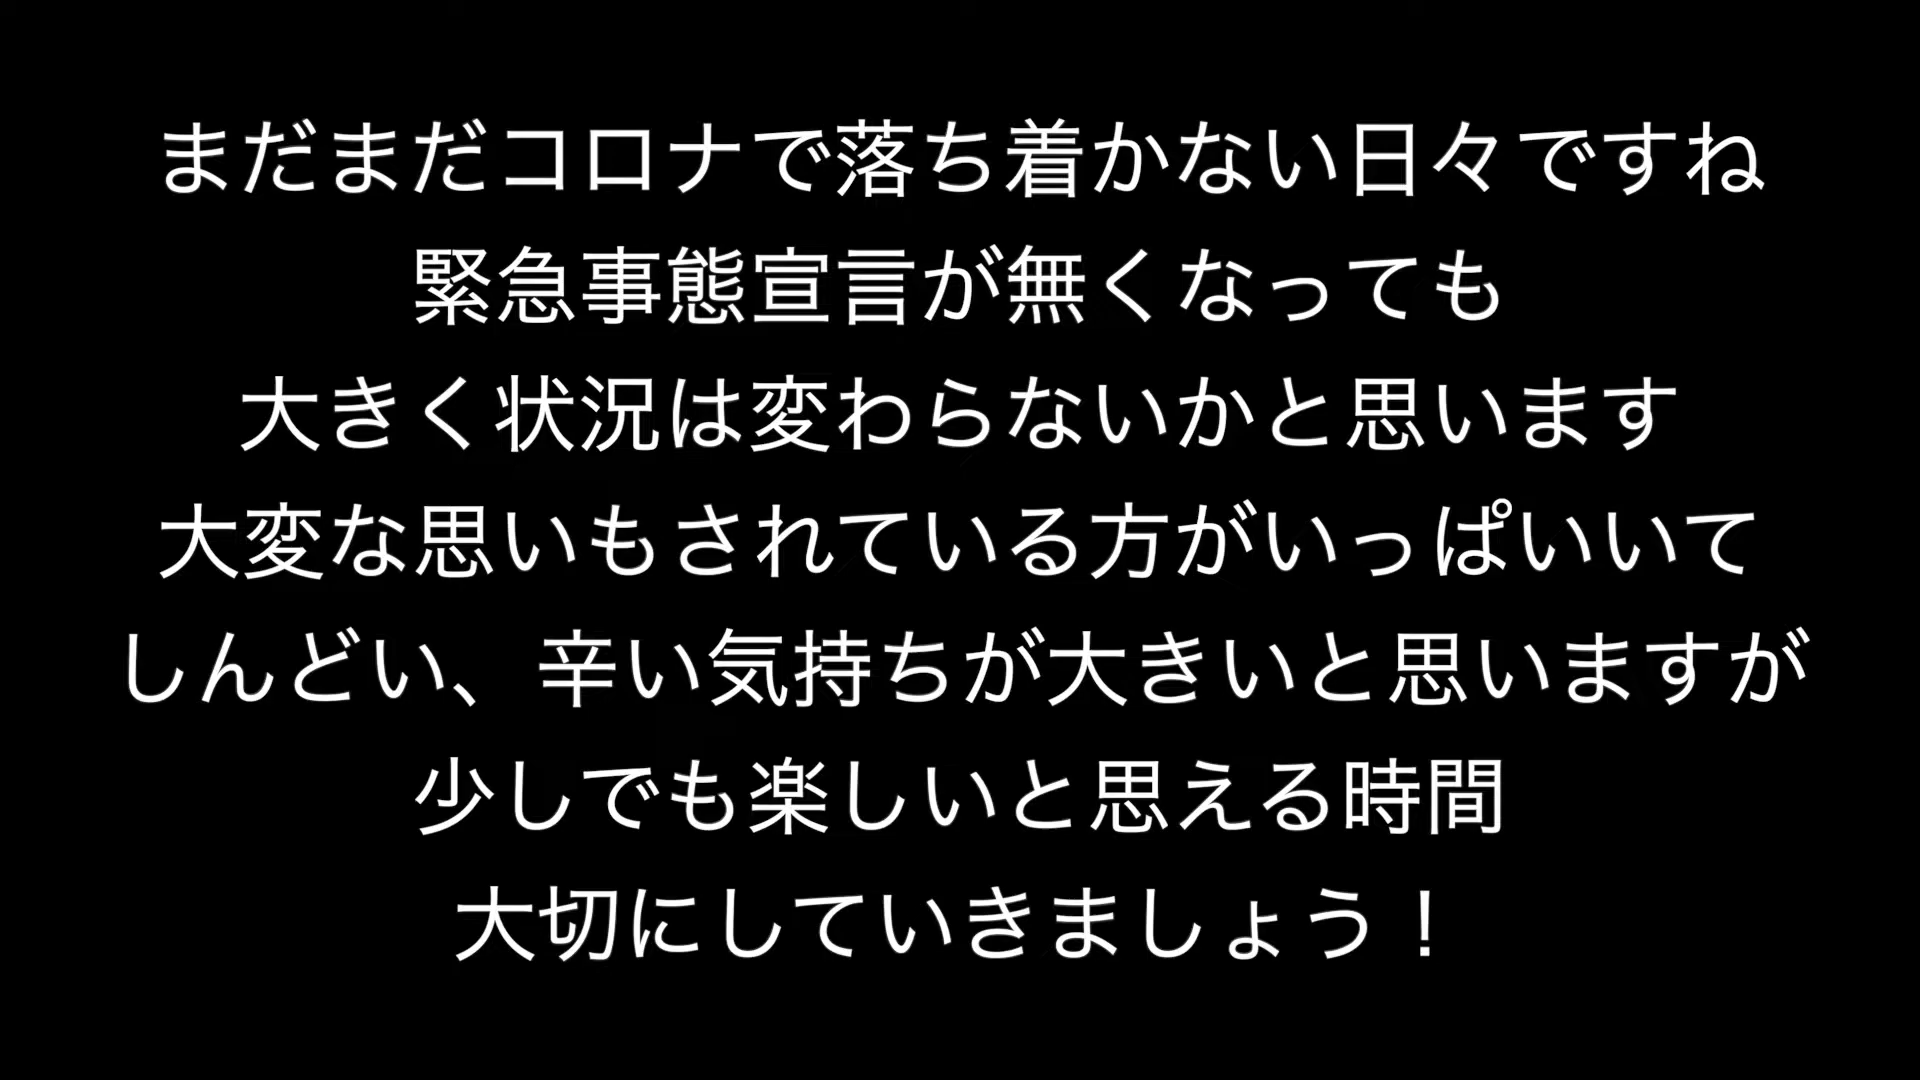 まだまだコロナで落ち着かない日々ですね
緊急事態宣言が無くなっても
大きく状況は変わらないかと思います
大変な思いもされている方がいっぱいいて
しんどい、辛い気持ちが大きいと思いますが
少しでも楽しいと思える時間
大切にしていきましょう！